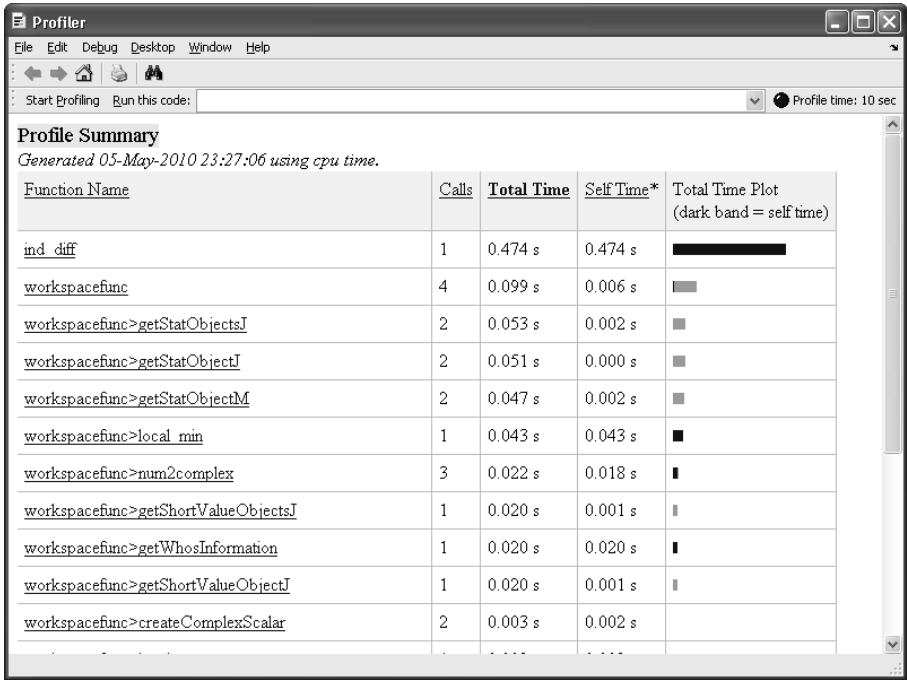 Profiler
File Edit Debug Desktop Window Help
Start Profiling Run this code: Profile time: 10 sec
Profile Summary
Generated 05-May-2010 23:27:06 using cpu time.
Function Name Calls Total Time Self Time* Total Time Plot
(dark band = self time)
ind_diff 1 0.474 s 0.474 s
workspacefunc 4 0.099 s 0.006 s
workspacefunc>getStatObjectsJ 2 0.053 s 0.002 s
workspacefunc>getStatObjectJ 2 0.051 s 0.000 s
workspacefunc>getStatObjectM 2 0.047 s 0.002 s
workspacefunc>local_min 1 0.043 s 0.043 s
workspacefunc>num2complex 3 0.022 s 0.018 s
workspacefunc>getShortValueObjectsJ 1 0.020 s 0.001 s
workspacefunc>getWhosInformation 1 0.020 s 0.020 s
workspacefunc>getShortValueObjectJ 1 0.020 s 0.001 s
workspacefunc>createComplexScalar 2 0.003 s 0.002 s